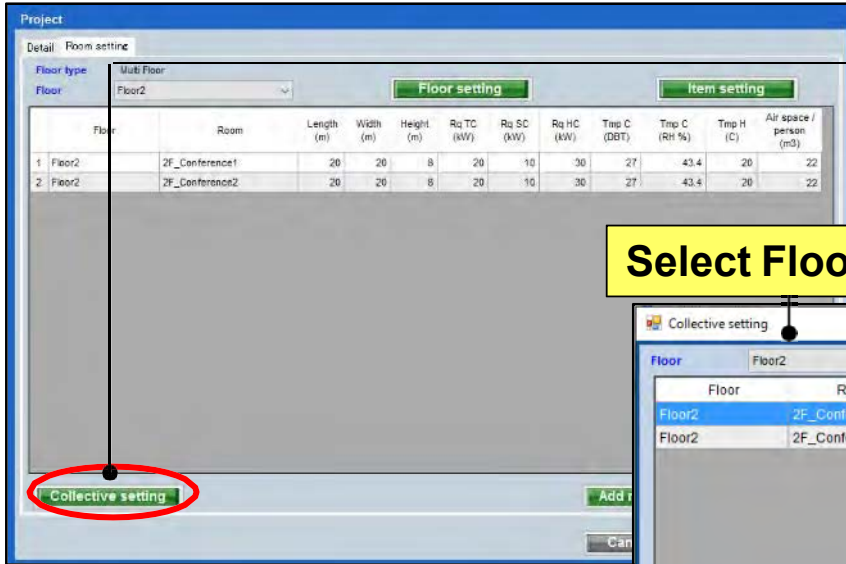 Project
Detail Room setting
Floor type Multi Floor
Floor Floor2 Floor setting Item setting
Floor Room Length (m) Width (m) Height (m) Rq TC (kW) Rq SC (kW) Rq HC (kW) Tmp C (DBT) Tmp C (RH %) Tmp H (C) Air space / person (m3)
1 Floor2 2F_Conference1 20 20 8 20 10 30 27 43.4 20 22
2 Floor2 2F_Conference2 20 20 8 20 10 30 27 43.4 20 22
Select Floo
Collective setting
Floor Floor2
Floor R
Floor2 2F_Conf
Floor2 2F_Conf
Collective setting Add r
Can